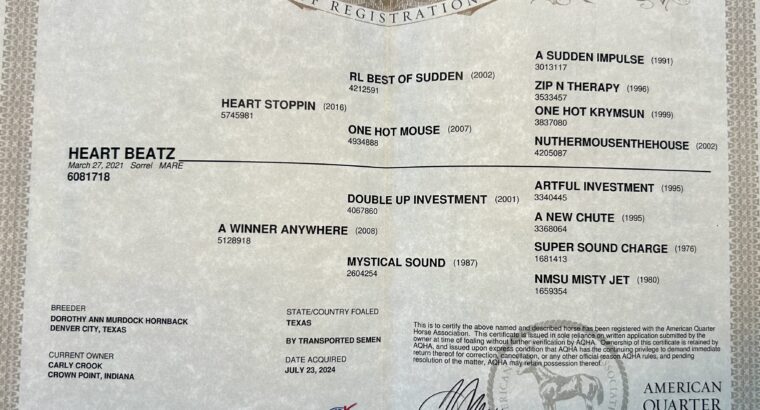 OF REGISTRATION
A SUDDEN IMPULSE (1991)
3013117
RL BEST OF SUDDEN (2002)
4212591
ZIP N THERAPY (1996)
3533457
HEART STOPPIN (2016)
5745981
ONE HOT KRYMSUN (1999)
3837080
ONE HOT MOUSE (2007)
4934888
NUTHERMOUSENTHEHOUSE (2002)
4205087
HEART BEATZ
March 27, 2021 Sorrel MARE
6081718
ARTFUL INVESTMENT (1995)
3340445
DOUBLE UP INVESTMENT (2001)
4067860
A NEW CHUTE (1995)
3368064
A WINNER ANYWHERE (2008)
5128918
SUPER SOUND CHARGE (1976)
1681413
MYSTICAL SOUND (1987)
2604254
NMSU MISTY JET (1980)
1659354
BREEDER
DOROTHY ANN MURDOCK HORNBACK
DENVER CITY, TEXAS
CURRENT OWNER
CARLY CROOK
CROWN POINT, INDIANA
STATE/COUNTRY FOALED
TEXAS
BY TRANSPORTED SEMEN
DATE ACQUIRED
JULY 23, 2024
This is to certify the above named and described horse has been registered with the American Quarter
Horse Association. This certificate is issued in sole reliance on written application submitted by the
owner at time of foaling without further verification by AQHA. Ownership of this certificate is retained by
AQHA, and issued upon express condition that AQHA has the continuing privilege to demand immediate
return thereof for correction, cancellation, or any other official reason AQHA rules, and pending
resolution of the matter, AQHA may retain possession thereof.
AMERICAN
QUARTER